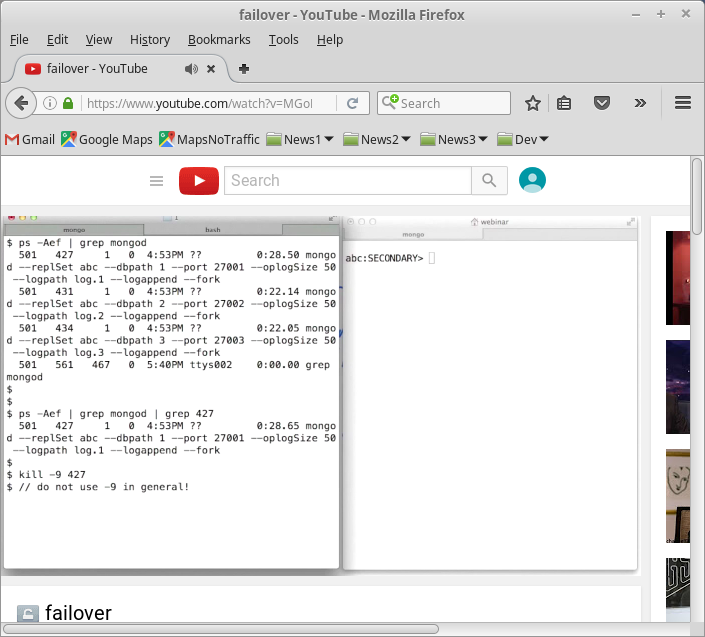 failover - YouTube - Mozilla Firefox
File Edit View History Bookmarks Tools Help
failover - YouTube
https://www.youtube.com/watch?v=MGol
Search
Gmail Google Maps MapsNoTraffic News1 News2 News3 Dev
Search
1
mongo bash
$ ps -Aef | grep mongod
501 427 1 0 4:53PM ?? 0:28.50 mongo
d --replSet abc --dbpath 1 --port 27001 --oplogSize 50
--logpath log.1 --logappend --fork
501 431 1 0 4:53PM ?? 0:22.14 mongo
d --replSet abc --dbpath 2 --port 27002 --oplogSize 50
--logpath log.2 --logappend --fork
501 434 1 0 4:53PM ?? 0:22.05 mongo
d --replSet abc --dbpath 3 --port 27003 --oplogSize 50
--logpath log.3 --logappend --fork
501 561 467 0 5:40PM ttys002 0:00.00 grep
mongod
$
$
$ ps -Aef | grep mongod | grep 427
501 427 1 0 4:53PM ?? 0:28.65 mongo
d --replSet abc --dbpath 1 --port 27001 --oplogSize 50
--logpath log.1 --logappend --fork
$
$ kill -9 427
$ // do not use -9 in general!
webinar
mongo
abc:SECONDARY>
failover